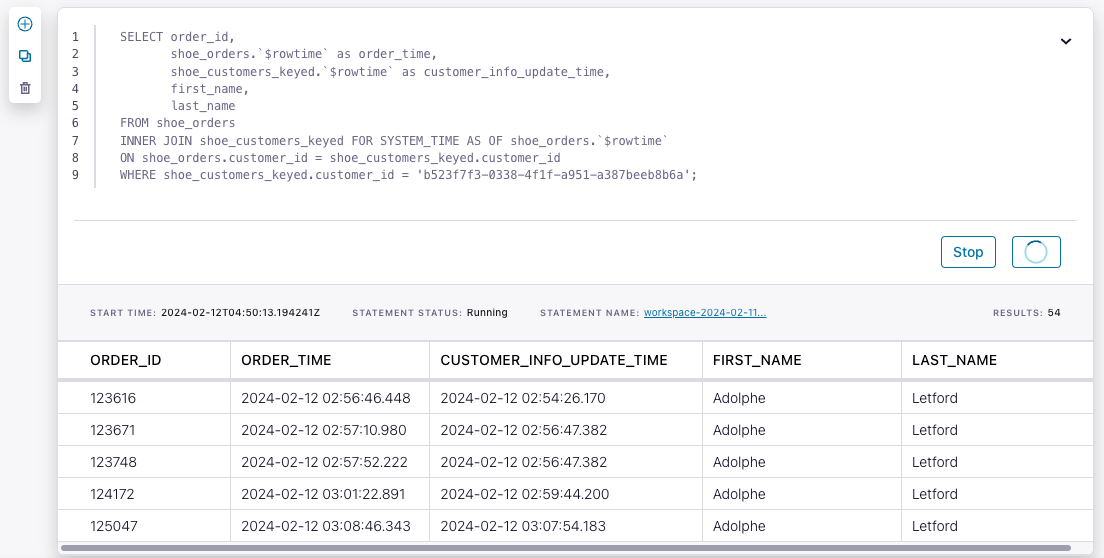 1 SELECT order_id,
2 shoe_orders.`$rowtime` as order_time,
3 shoe_customers_keyed.`$rowtime` as customer_info_update_time,
4 first_name,
5 last_name
6 FROM shoe_orders
7 INNER JOIN shoe_customers_keyed FOR SYSTEM_TIME AS OF shoe_orders.`$rowtime`
8 ON shoe_orders.customer_id = shoe_customers_keyed.customer_id
9 WHERE shoe_customers_keyed.customer_id = 'b523f7f3-0338-4f1f-a951-a387beeb8b6a';
Stop
START TIME: 2024-02-12T04:50:13.194241Z STATEMENT STATUS: Running STATEMENT NAME: workspace-2024-02-11... RESULTS: 54
ORDER_ID ORDER_TIME CUSTOMER_INFO_UPDATE_TIME FIRST_NAME LAST_NAME
123616 2024-02-12 02:56:46.448 2024-02-12 02:54:26.170 Adolphe Letford
123671 2024-02-12 02:57:10.980 2024-02-12 02:56:47.382 Adolphe Letford
123748 2024-02-12 02:57:52.222 2024-02-12 02:56:47.382 Adolphe Letford
124172 2024-02-12 03:01:22.891 2024-02-12 02:59:44.200 Adolphe Letford
125047 2024-02-12 03:08:46.343 2024-02-12 03:07:54.183 Adolphe Letford